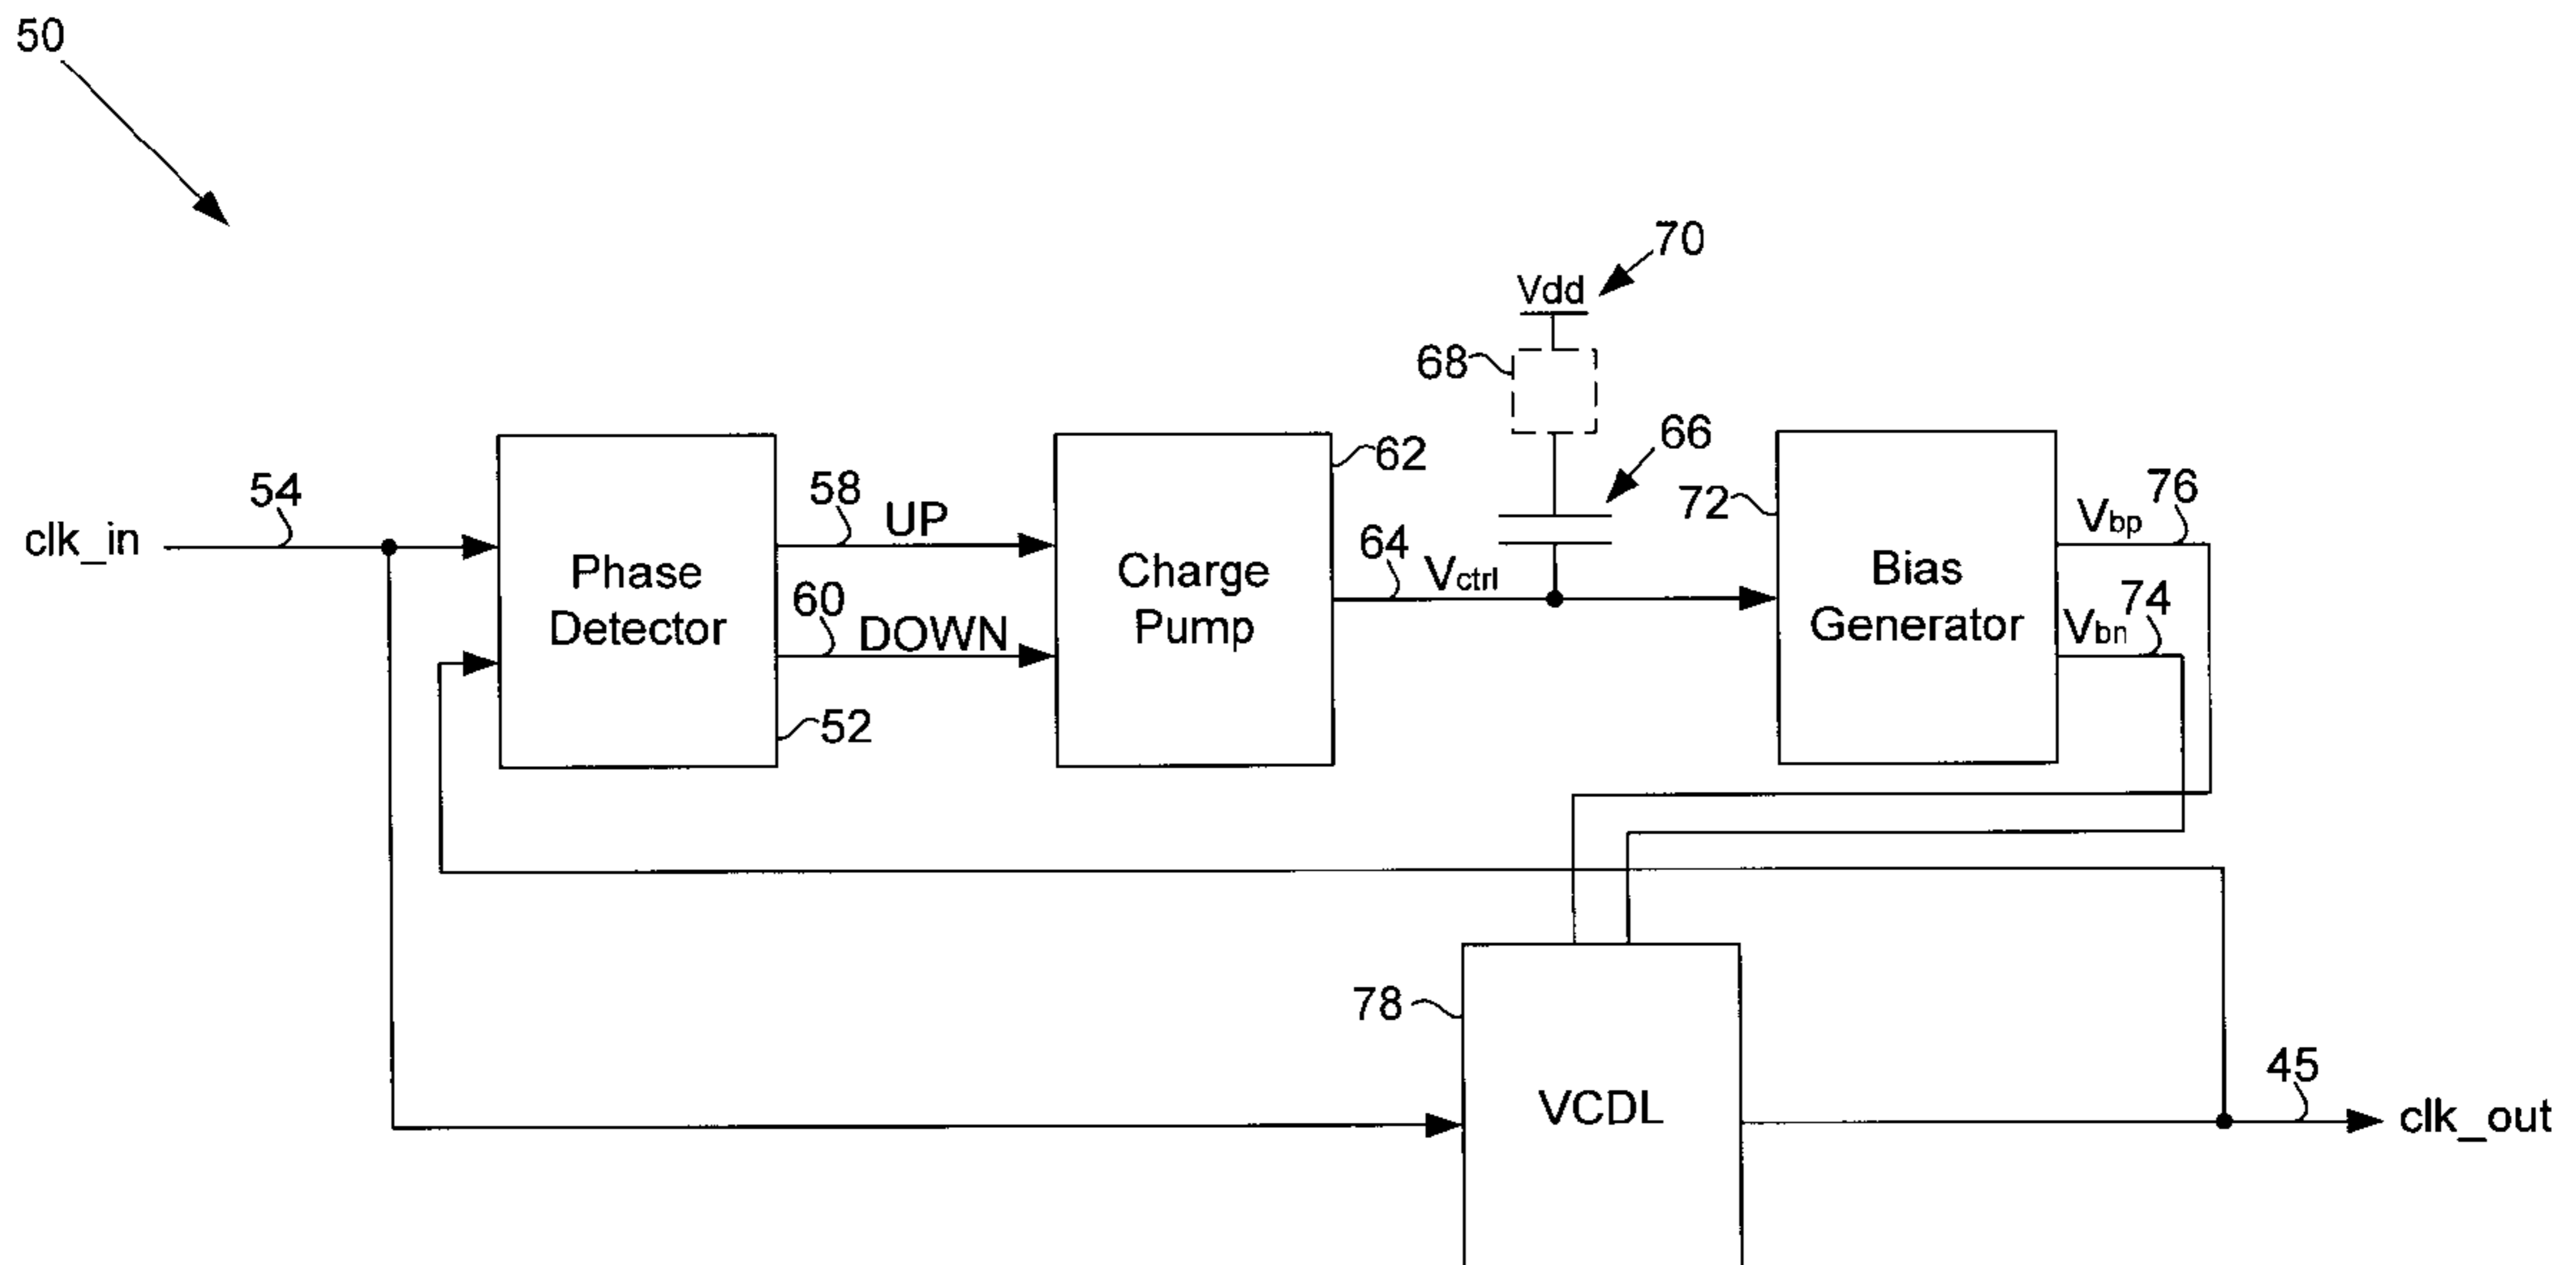 50
70
Vdd
68
66
62
54
58
UP
72
76
Vbp
clk_in
Phase
Detector
Charge
Pump
64
Vctrl
Bias
Generator
60
DOWN
74
Vbn
52
78
VCDL
45
clk_out